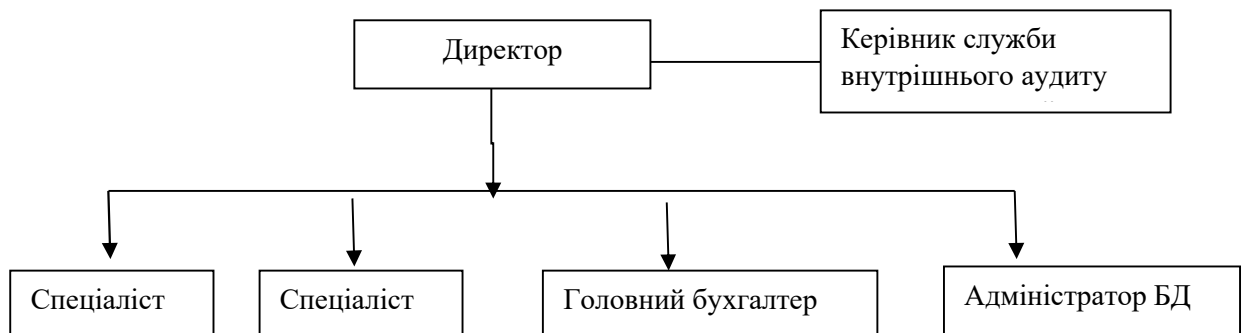 Директор
Керівник служби
внутрішнього аудиту
Спеціаліст
Спеціаліст
Головний бухгалтер
Адміністратор БД